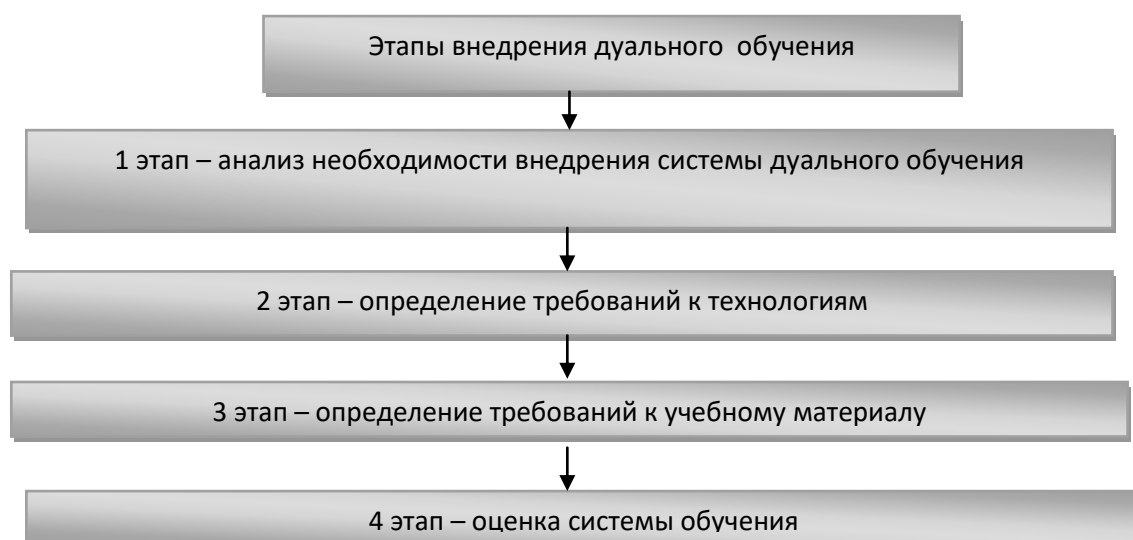 Этапы внедрения дуального обучения
1 этап – анализ необходимости внедрения системы дуального обучения
2 этап – определение требований к технологиям
3 этап – определение требований к учебному материалу
4 этап – оценка системы обучения